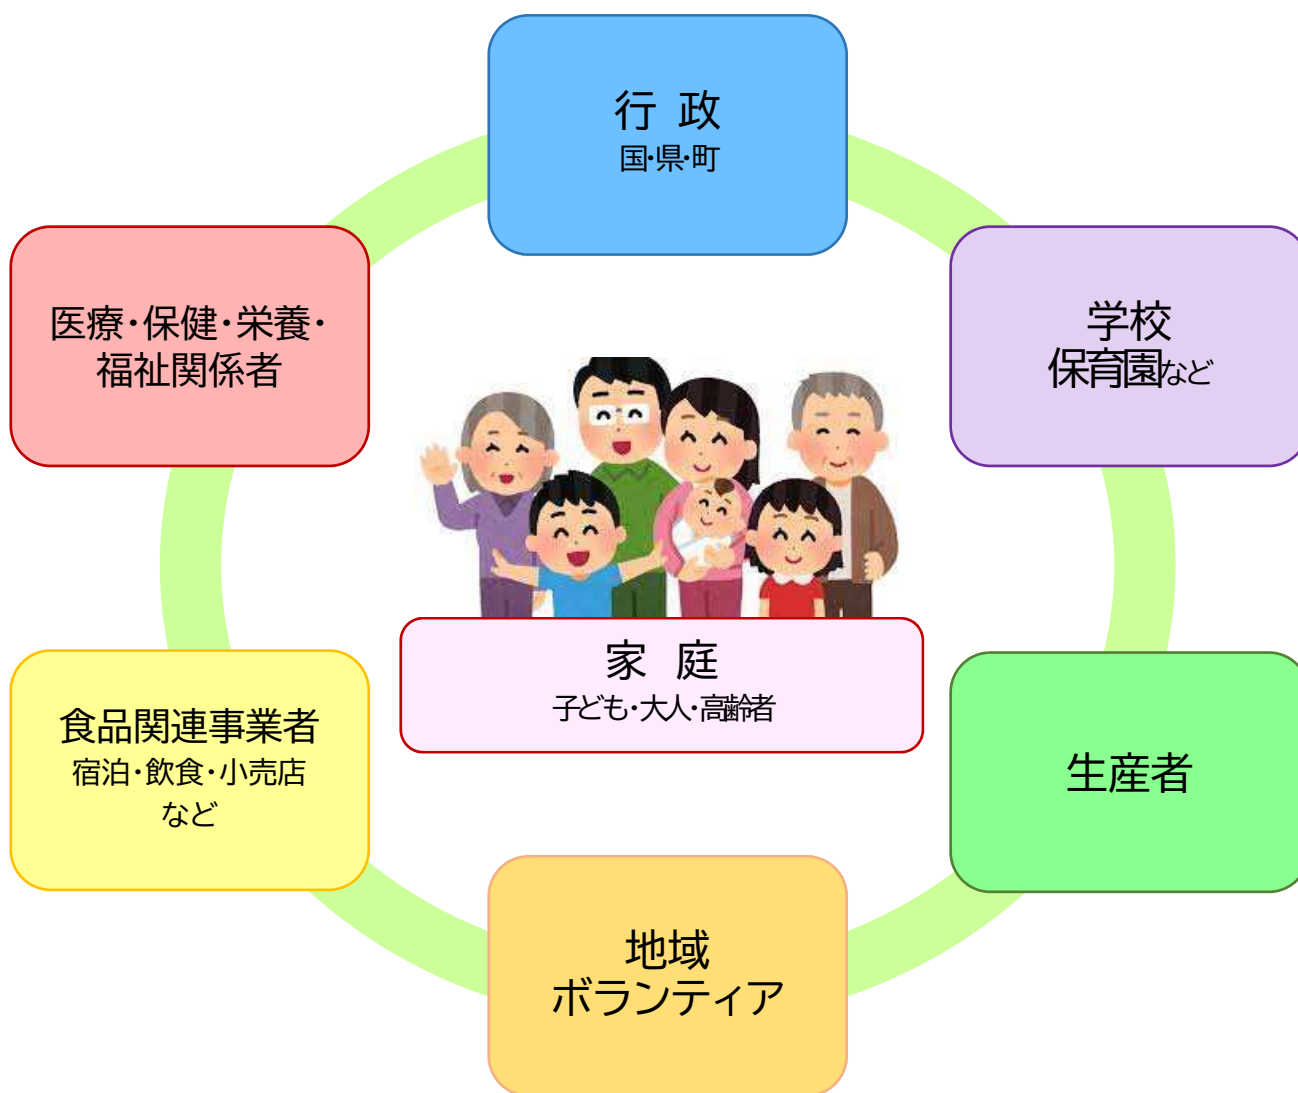 行 政
国・県・町
医療・保健・栄養・
福祉関係者
学校
保育園など
家 庭
子ども・大人・高齢者
食品関連事業者
宿泊・飲食・小売店
など
生産者
地域
ボランティア